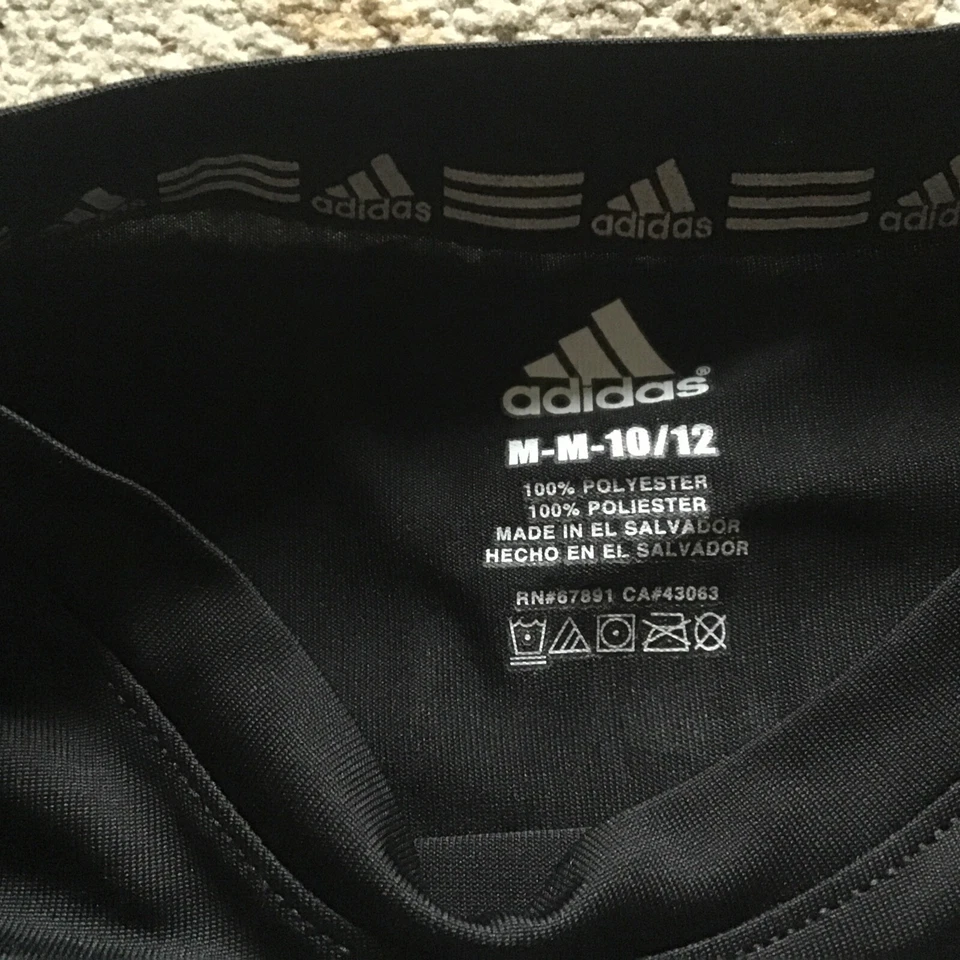 adidas adidas adidas
adidas®
M-M-10/12
100% POLYESTER
100% POLIESTER
MADE IN EL SALVADOR
HECHO EN EL SALVADOR
RN#67891 CA#43063